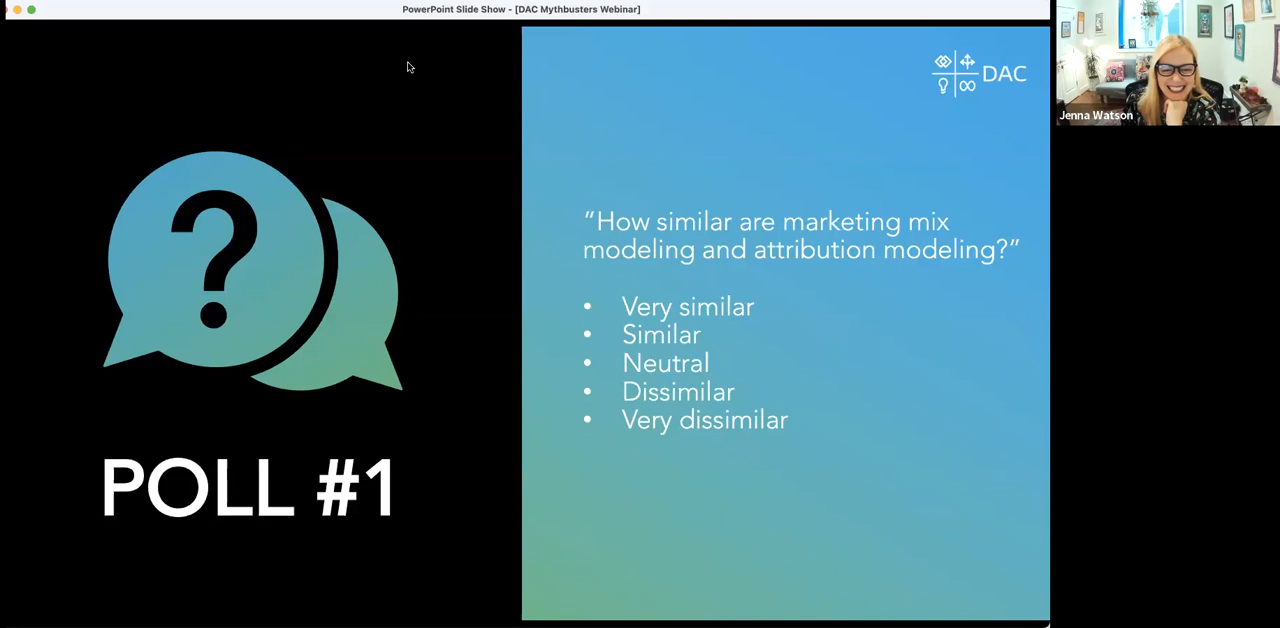 PowerPoint Slide Show - [DAC Mythbusters Webinar]
DAC
Jenna Watson
?
"How similar are marketing mix
modeling and attribution modeling?"
• Very similar
• Similar
• Neutral
• Dissimilar
• Very dissimilar
POLL #1